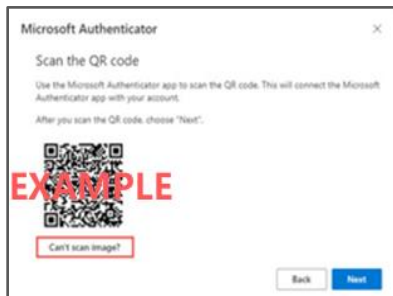 Microsoft Authenticator
Scan the QR code
Use the Microsoft Authenticator app to scan the QR code. This will connect the Microsoft
Authenticator app with your account.
After you scan the QR code, choose "Next".
EXAMPLE
Can't scan image?
Back Next